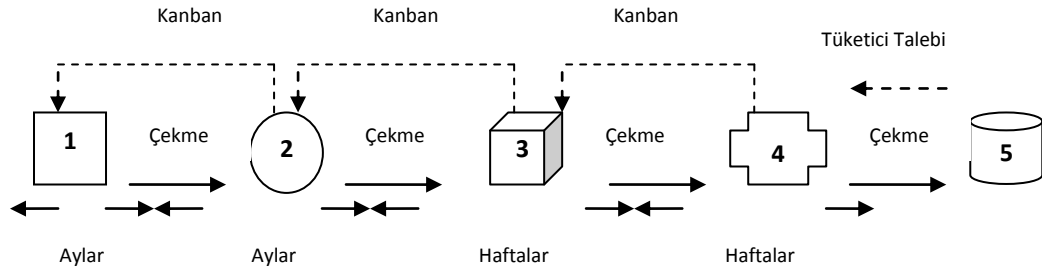 Kanban Kanban Kanban
Tüketici Talebi
1 Çekme 2 Çekme 3 Çekme 4 Çekme 5
Aylar Aylar Haftalar Haftalar